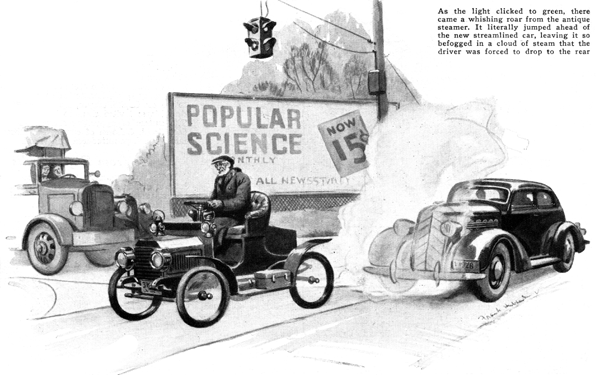 As the light clicked to green, there
came a whishing roar from the antique
steamer. It literally jumped ahead of
the new streamlined car, leaving it so
befogged in a cloud of steam that the
driver was forced to drop to the rear
POPULAR
SCIENCE
NTHLY
ALL NEWSST
NOW
15¢